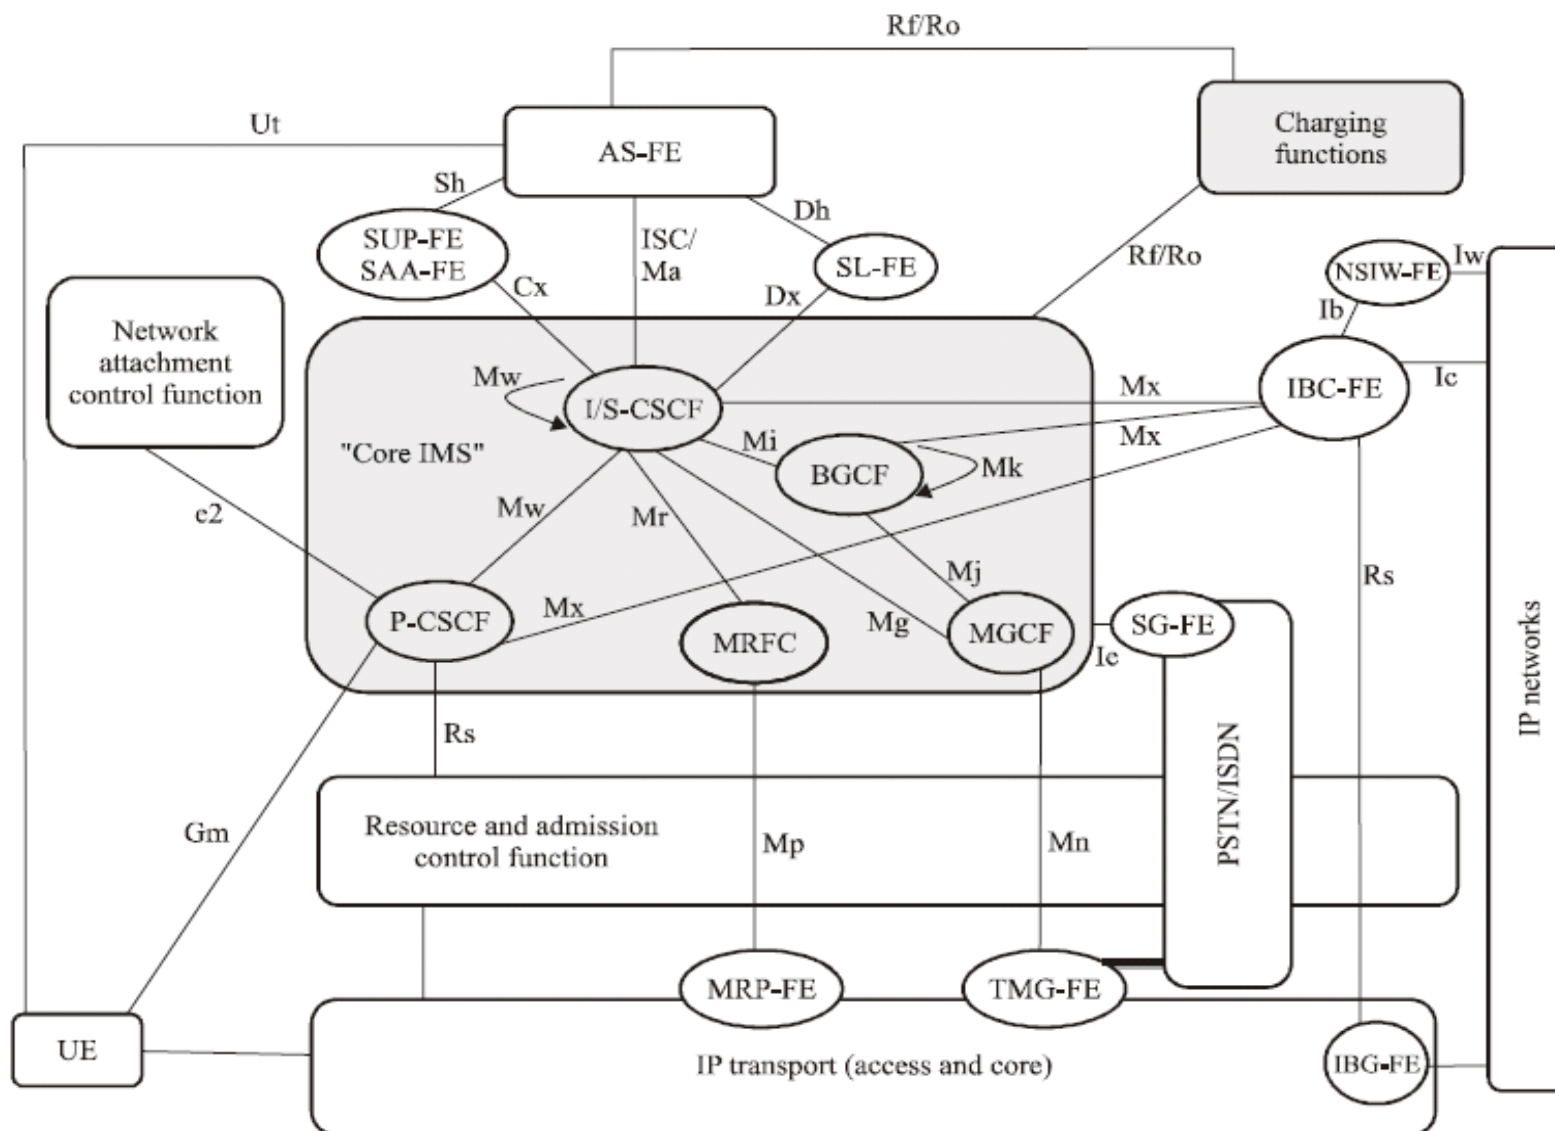 Rf/Ro
Ut
AS-FE
Charging
functions
Sh
Dh
SUP-FE
SAA-FE
ISC/
Ma
SL-FE
Rf/Ro
NSIW-FE
Iw
Cx
Dx
Ib
Network
attachment
control function
Mw
I/S-CSCF
Mx
IBC-FE
Ic
"Core IMS"
Mi
Mx
BGCF
Mk
e2
Mw
Mr
Mj
Rs
P-CSCF
Mx
MRFC
Mg
MGCF
Ie
SG-FE
IP networks
Rs
PSTN/ISDN
Gm
Resource and admission
control function
Mp
Mn
MRP-FE
TMG-FE
UE
IP transport (access and core)
IBG-FE